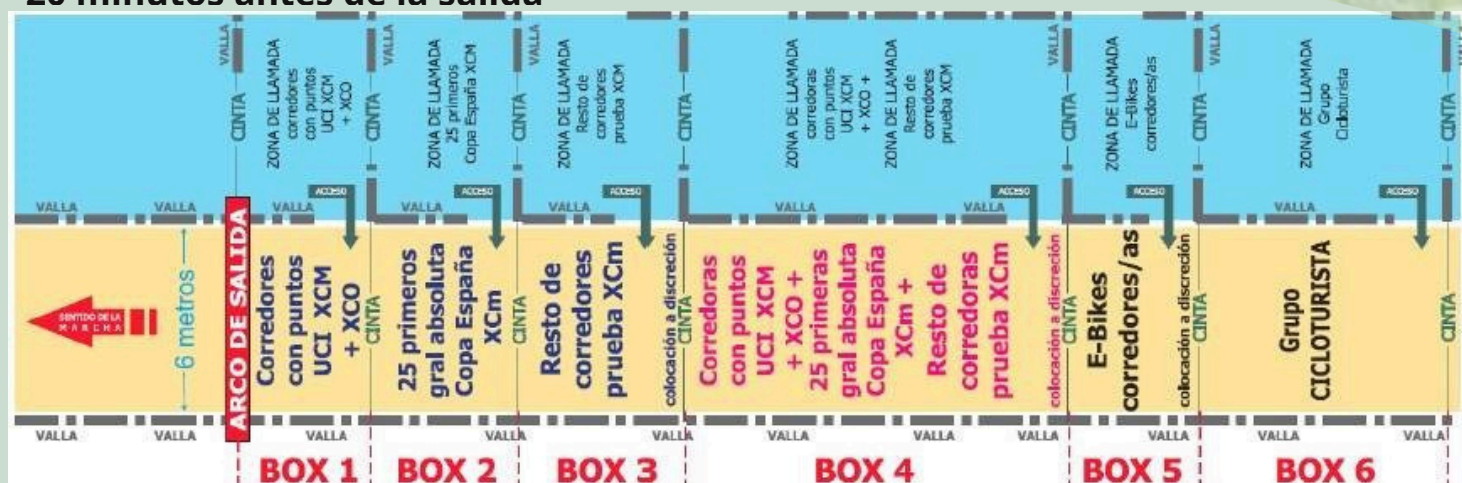 20 minutos antes de la salida
VALLA
VALLA
VALLA
VALLA
VALLA
VALLA
CINTA
ZONA DE LLAMADA
corredores
con puntos
UCI XCM
+ XCO
CINTA
ZONA DE LLAMADA
25 primeros
Copa España XCM
CINTA
ZONA DE LLAMADA
Resto de
corredores
prueba XCM
CINTA
ZONA DE LLAMADA
corredoras
con puntos
UCI XCM
+ XCO +
ZONA DE LLAMADA
Resto de
corredores
prueba XCM
CINTA
ZONA DE LLAMADA
E-Bikes
corredores/as
CINTA
ZONA DE LLAMADA
Grupo
Cicloturista
CINTA
ACCESO
ACCESO
ACCESO
ACCESO
ACCESO
ACCESO
VALLA
VALLA
VALLA
VALLA
VALLA
VALLA
VALLA
VALLA
SENTIDO DE LA
MARCHA
6 metros
ARCO DE SALIDA
Corredores
con puntos
UCI XCM
+ XCO
CINTA
25 primeros
gral absoluta
Copa España
XCm
CINTA
Resto de
corredores
prueba XCm
colocación a discreción
CINTA
Corredoras
con puntos
UCI XCM
+ XCO +
25 primeras
gral absoluta
Copa España
XCm +
Resto de
corredoras
prueba XCm
colocación a discreción
CINTA
E-Bikes
corredores/as
colocación a discreción
CINTA
Grupo
CICLOTURISTA
CINTA
VALLA
VALLA
VALLA
VALLA
VALLA
VALLA
VALLA
VALLA
VALLA
VALLA
VALLA
BOX 1
BOX 2
BOX 3
BOX 4
BOX 5
BOX 6